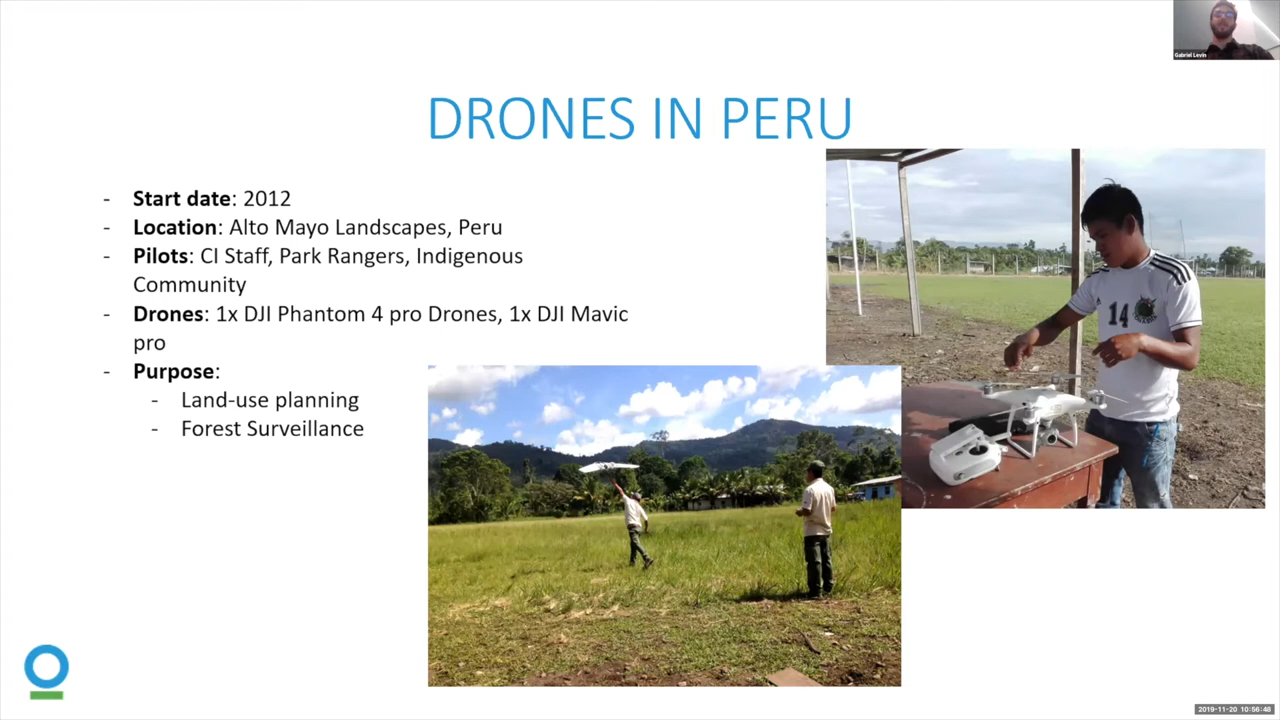 Gabriel Levin
DRONES IN PERU
- Start date: 2012
- Location: Alto Mayo Landscapes, Peru
- Pilots: CI Staff, Park Rangers, Indigenous
Community
- Drones: 1x DJI Phantom 4 pro Drones, 1x DJI Mavic
pro
- Purpose:
- Land-use planning
- Forest Surveillance
14
2019-11-20 10:56:48